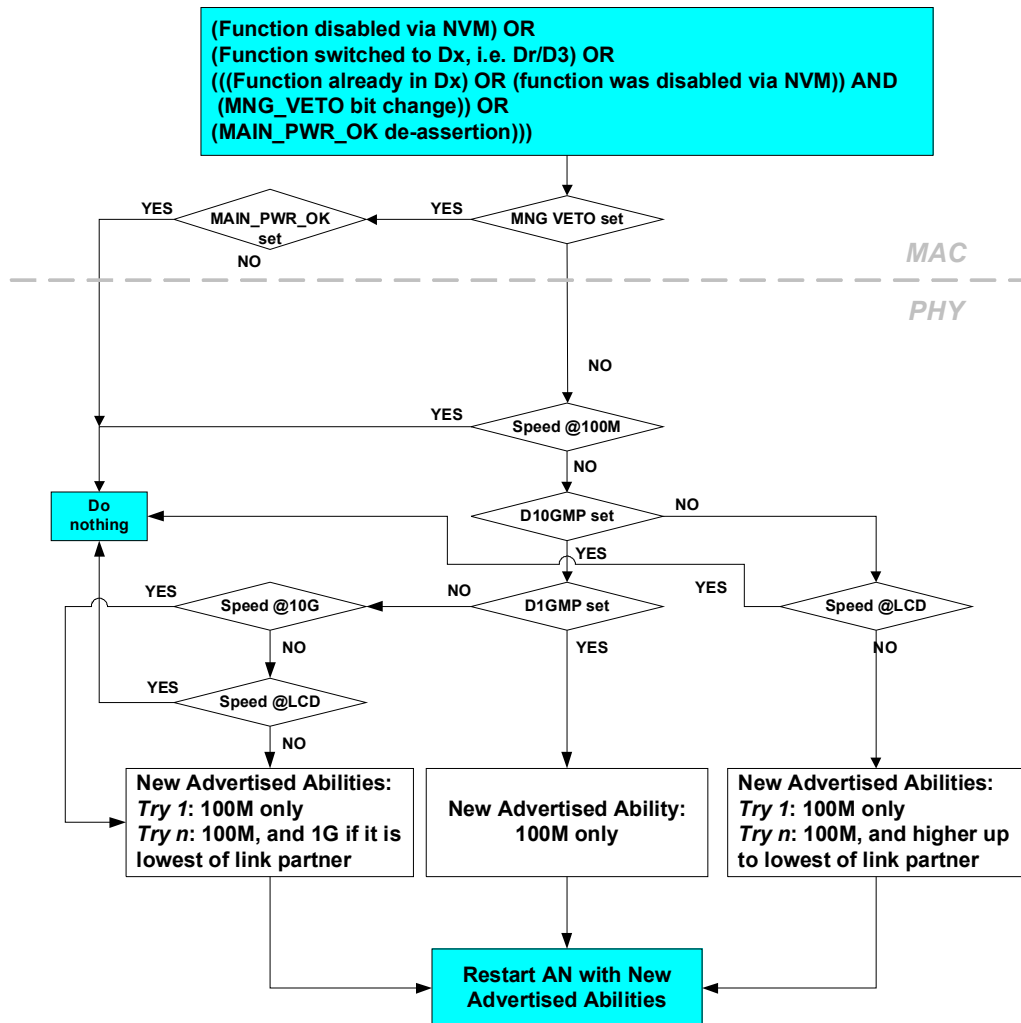 (Function disabled via NVM) OR
(Function switched to Dx, i.e. Dr/D3) OR
(((Function already in Dx) OR (function was disabled via NVM)) AND
(MNG_VETO bit change)) OR
(MAIN_PWR_OK de-assertion)))
YES
MAIN_PWR_OK
set
YES
MNG VETO set
NO
MAC
PHY
NO
YES
Speed @100M
NO
Do
nothing
D10GMP set
NO
YES
YES
Speed @10G
NO
D1GMP set
YES
Speed @LCD
NO
YES
NO
YES
Speed @LCD
NO
New Advertised Abilities:
Try 1: 100M only
Try n: 100M, and 1G if it is
lowest of link partner
New Advertised Ability:
100M only
New Advertised Abilities:
Try 1: 100M only
Try n: 100M, and higher up
to lowest of link partner
Restart AN with New
Advertised Abilities